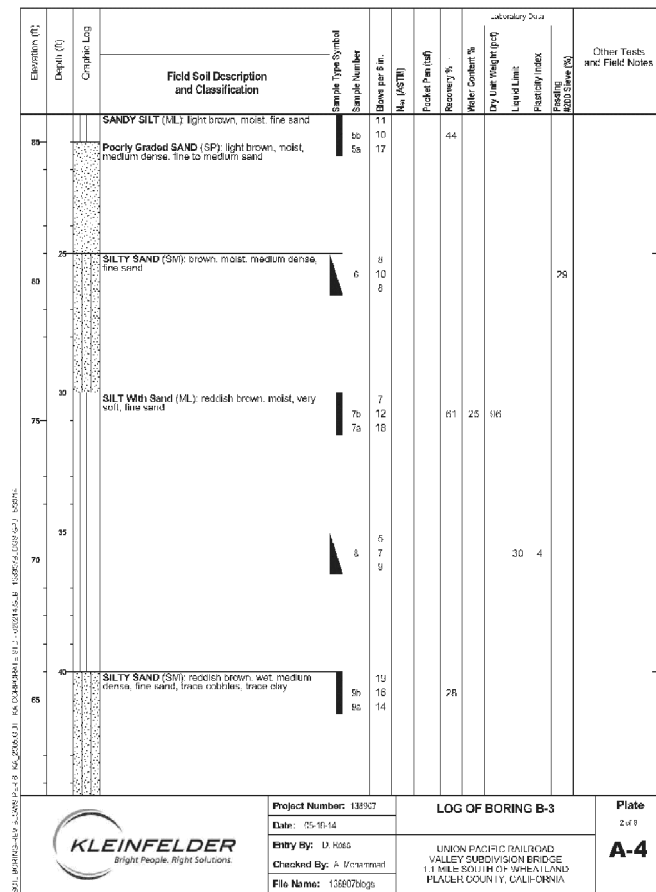 Laboratory Data
Elevation (ft)
Depth (ft)
Graphic Log
Field Soil Description
and Classification
Sample Type Symbol
Sample Number
Blows per 6 in.
(ASTM)
Pocket Pen (tsf)
Recovery %
Water Content %
Dry Unit Weight (pcf)
Liquid Limit
Plasticity Index
Passing
#200 Sieve (%)
Other Tests
and Field Notes
SANDY SILT (ML): light brown, moist, fine sand
11
5b 10 44
85
Poorly Graded SAND (SP): light brown, moist,
medium dense, fine to medium sand
5a 17
25
SILTY SAND (SM): brown, moist, medium dense,
fine sand
8
80 6 10 29
8
30
SILT With Sand (ML): reddish brown, moist, very
soft, fine sand
7
75 7b 12 61 25 96
7a 18
35
5
70 8 7 30 4
9
40
SILTY SAND (SM): reddish brown, wet, medium
dense, fine sand, trace cobbles, trace clay
19
65 9b 16 28
9a 14
KLEINFELDER
Bright People. Right Solutions.
Project Number: 138907
Date: 05-18-14
Entry By: D. Ross
Checked By: A. Mohammad
File Name: 138907blogs
LOG OF BORING B-3
UNION PACIFIC RAILROAD
VALLEY SUBDIVISION BRIDGE
1.1 MILE SOUTH OF WHEATLAND
PLACER COUNTY, CALIFORNIA
Plate
2 of
A-4